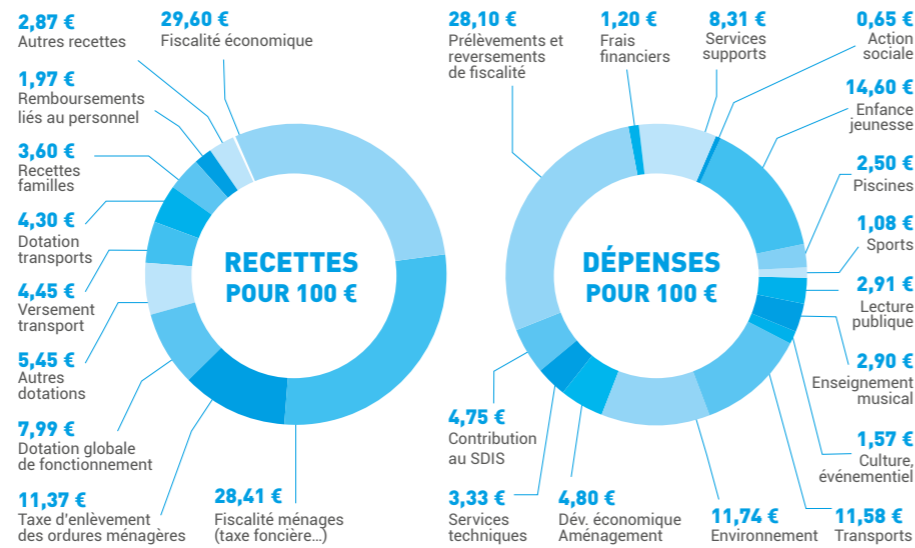 2,87 €
Autres recettes
29,60 €
Fiscalité économique
1,97 €
Remboursements
liés au personnel
3,60 €
Recettes
familles
4,30 €
Dotation
transports
4,45 €
Versement
transport
5,45 €
Autres
dotations
7,99 €
Dotation globale
de fonctionnement
11,37 €
Taxe d'enlèvement
des ordures ménagères
28,41 €
Fiscalité ménages
(taxe foncière...)
RECETTES
POUR 100 €
28,10 €
Prélèvements et
reversements
de fiscalité
1,20 €
Frais
financiers
8,31 €
Services
supports
0,65 €
Action
sociale
14,60 €
Enfance
jeunesse
2,50 €
Piscines
1,08 €
Sports
2,91 €
Lecture
publique
2,90 €
Enseignement
musical
1,57 €
Culture,
événementiel
11,58 €
Transports
11,74 €
Environnement
4,80 €
Dév. économique
Aménagement
3,33 €
Services
techniques
4,75 €
Contribution
au SDIS
DÉPENSES
POUR 100 €